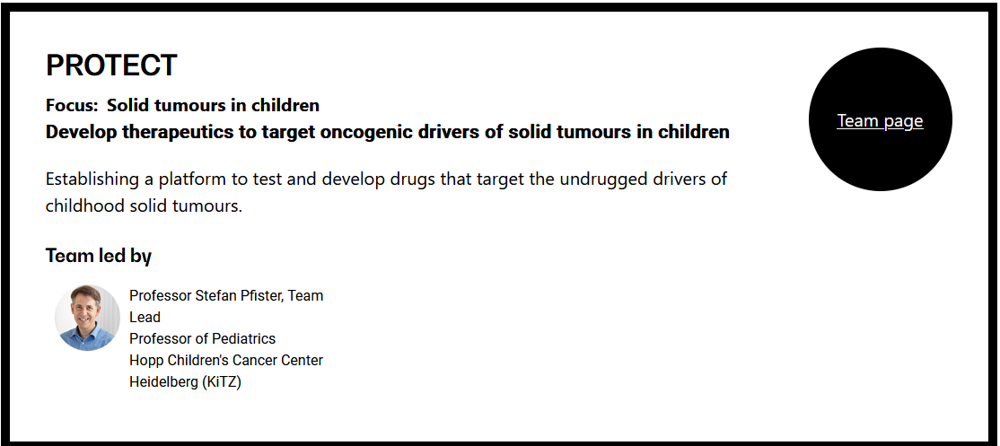 PROTECT
Focus:  Solid tumours in children
Develop therapeutics to target oncogenic drivers of solid tumours in children
Team page
Establishing a platform to test and develop drugs that target the undrugged drivers of
childhood solid tumours.
Team led by
Professor Stefan Pfister, Team
Lead
Professor of Pediatrics
Hopp Children's Cancer Center
Heidelberg (KiTZ)